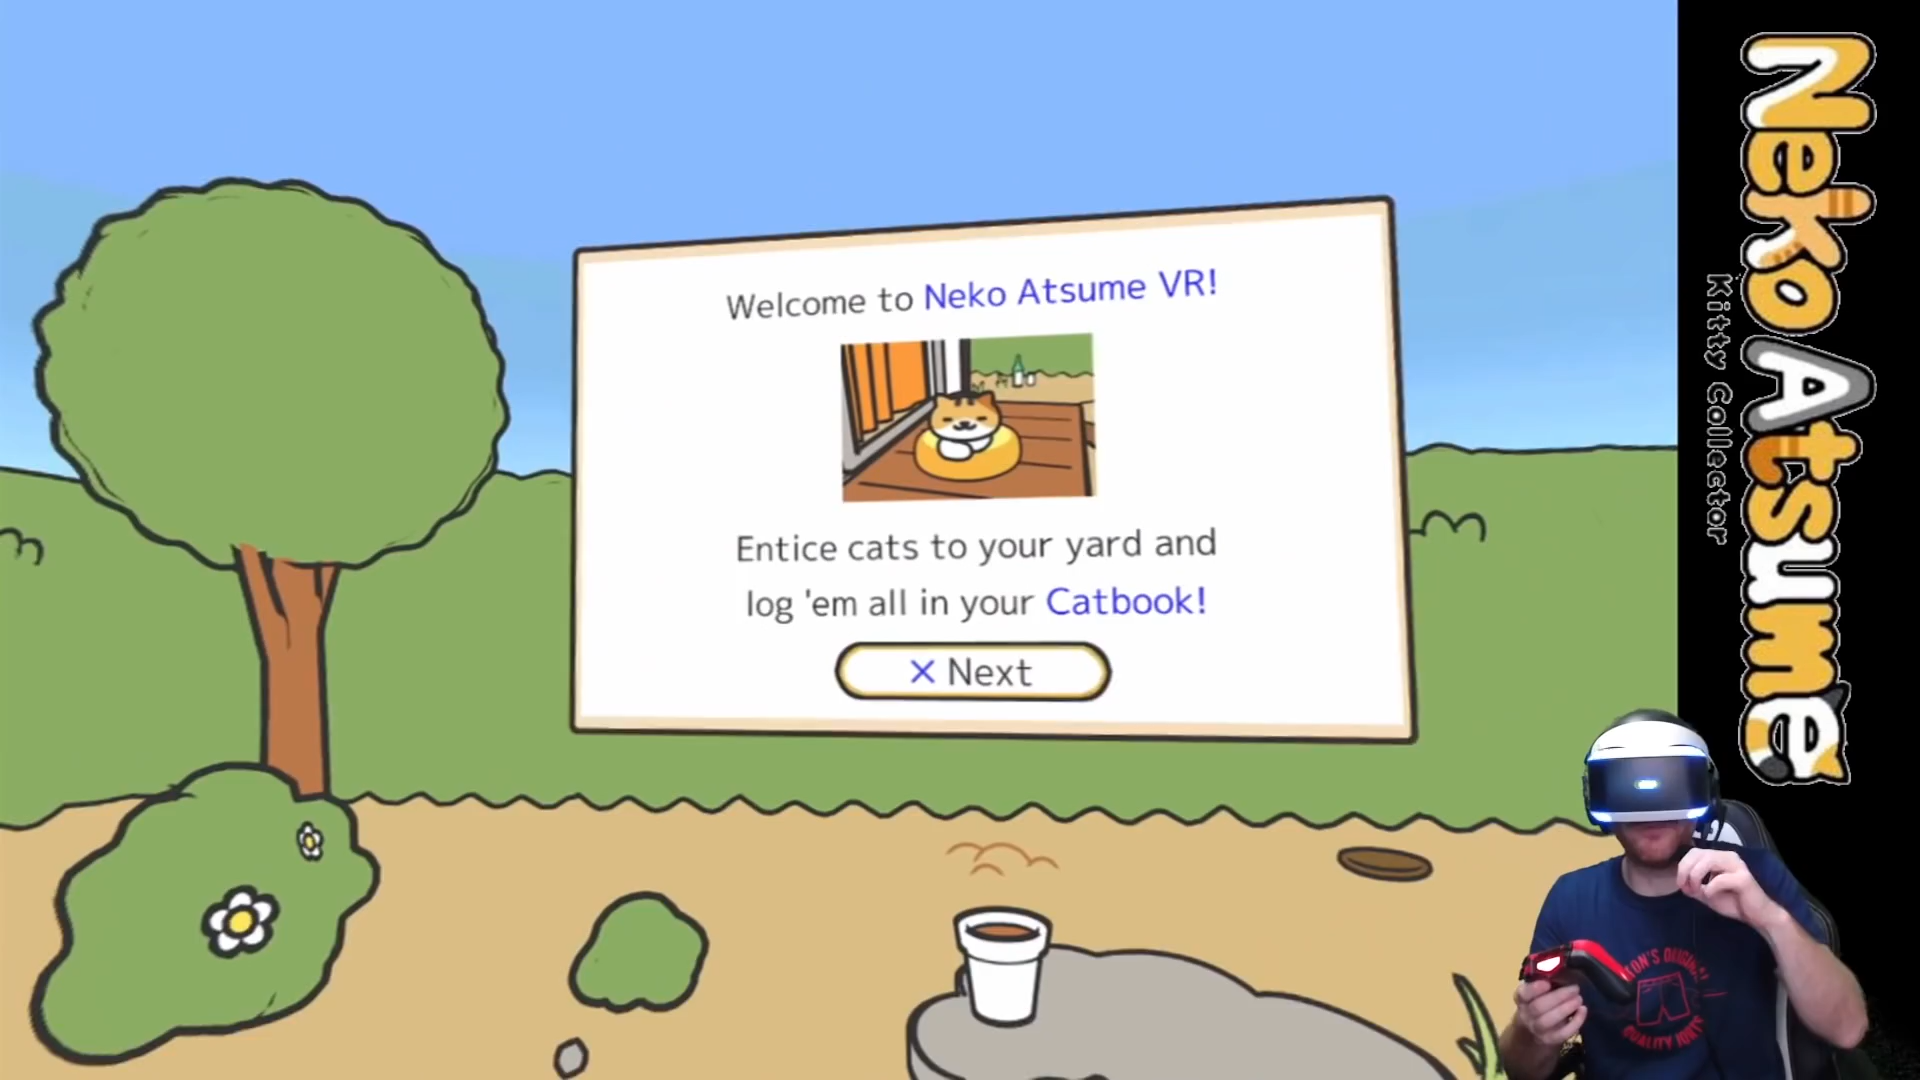 Welcome to Neko Atsume VR!
Entice cats to your yard and
log 'em all in your Catbook!
✕ Next
Neko Atsume
Kitty Collector
QUALITY